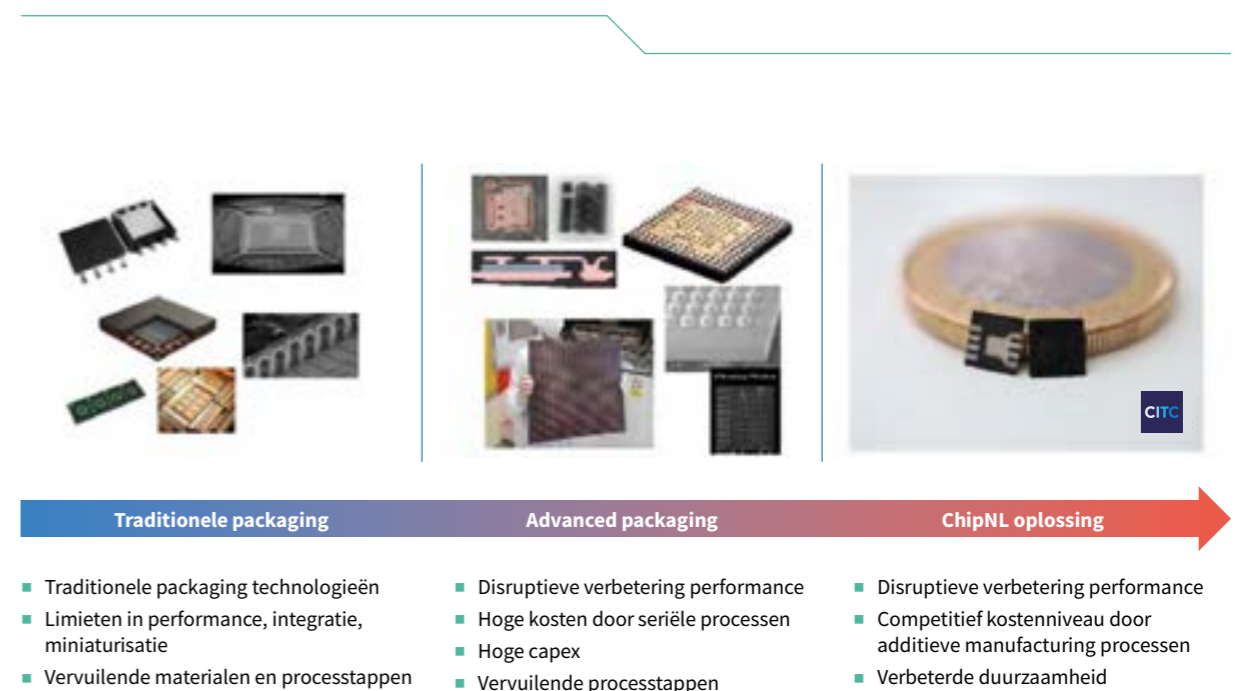 CITC
Traditionele packaging
Advanced packaging
ChipNL oplossing
Traditionele packaging technologieën
Limieten in performance, integratie,
miniaturisatie
Vervuilende materialen en processtappen
Disruptieve verbetering performance
Hoge kosten door seriële processen
Hoge capex
Vervuilende processtappen
Disruptieve verbetering performance
Competitief kostenniveau door
additieve manufacturing processen
Verbeterde duurzaamheid